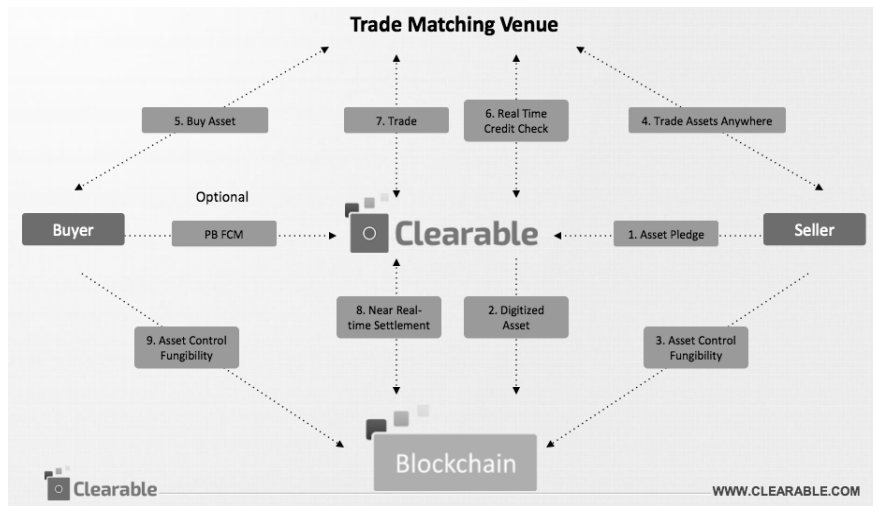 Trade Matching Venue
5. Buy Asset
7. Trade
6. Real Time
Credit Check
4. Trade Assets Anywhere
Optional
Buyer
PB FCM
Clearable
1. Asset Pledge
Seller
9. Asset Control
Fungibility
8. Near Real-
time Settlement
2. Digitized
Asset
3. Asset Control
Fungibility
Blockchain
Clearable
WWW.CLEARABLE.COM